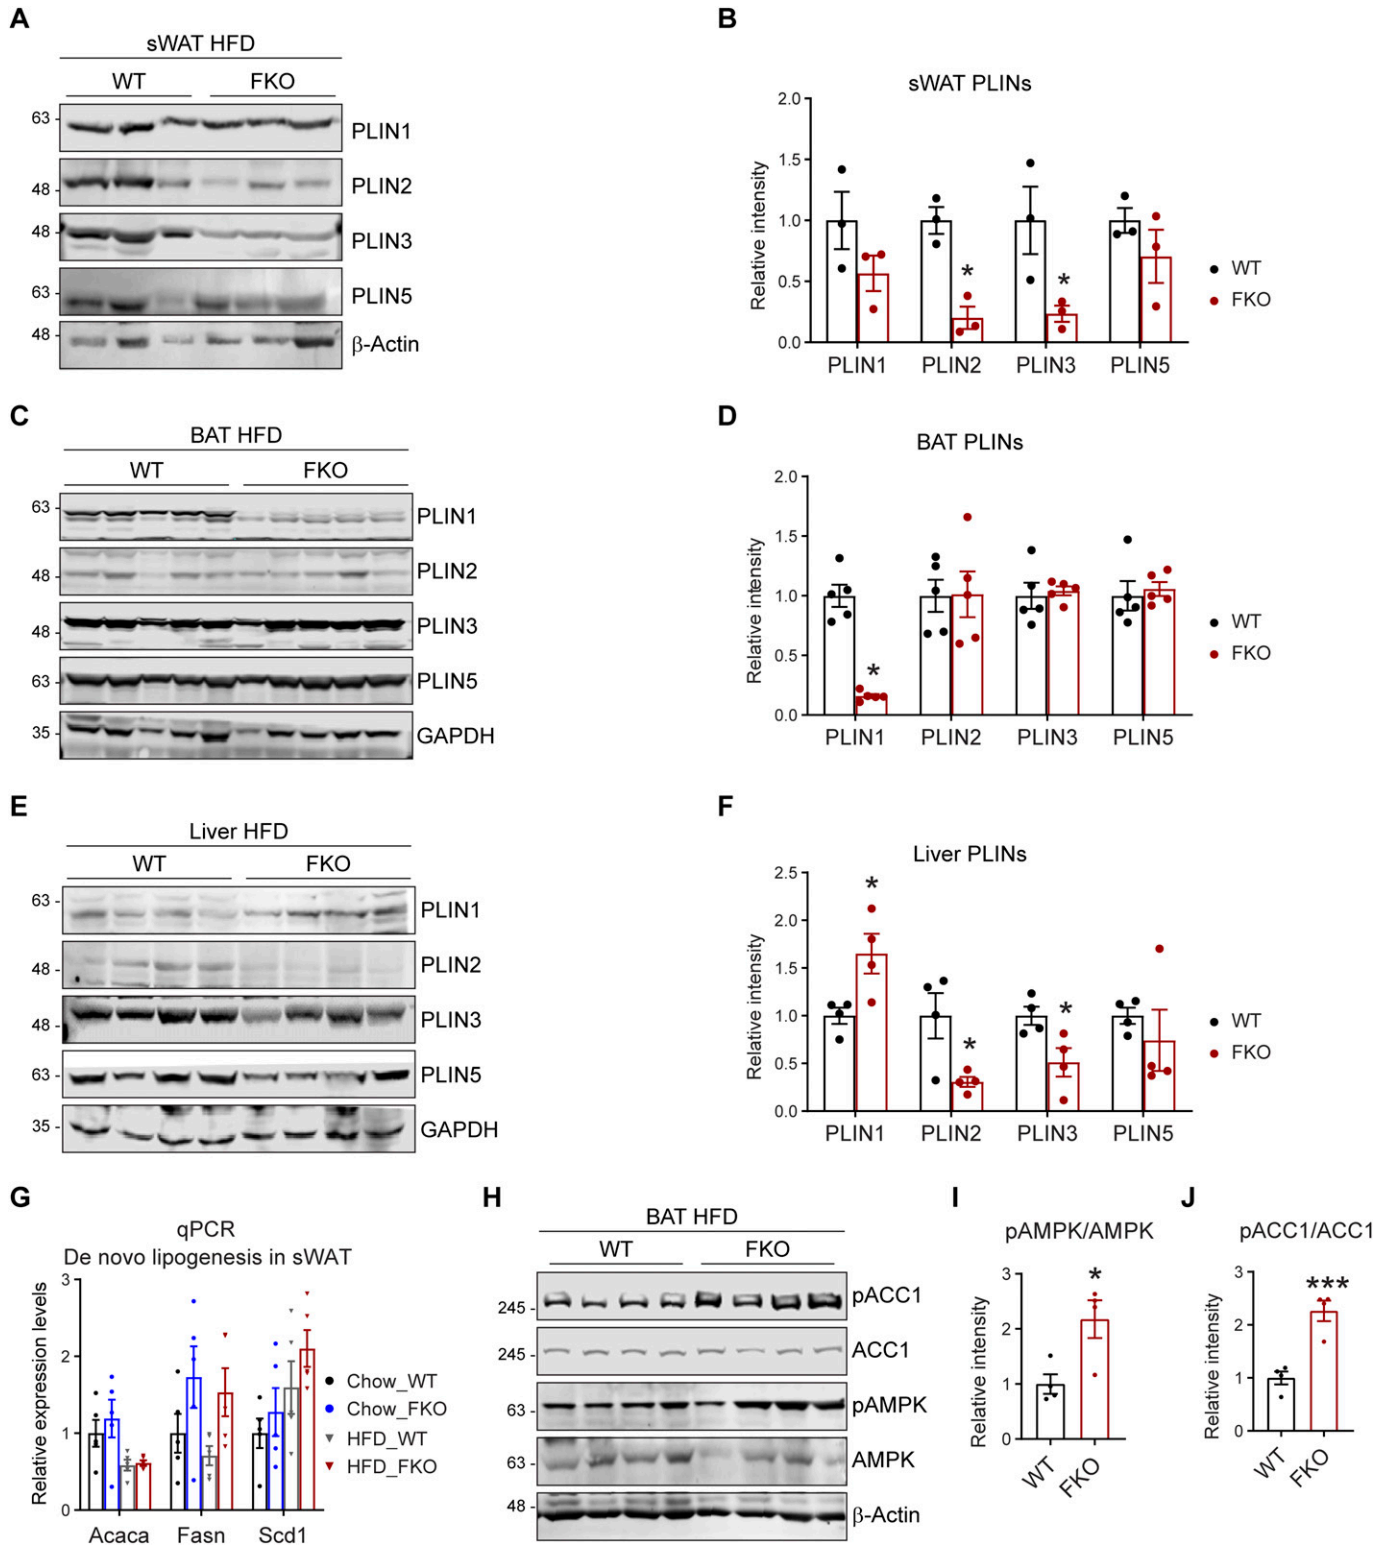 A
sWAT HFD
WT FKO
63 - PLIN1
48 - PLIN2
48 - PLIN3
63 - PLIN5
48 - β-Actin
B
sWAT PLINs
Relative intensity
2.0
1.5
1.0
0.5
0.0
* *
PLIN1 PLIN2 PLIN3 PLIN5
WT
FKO
C
BAT HFD
WT FKO
63 - PLIN1
48 - PLIN2
48 - PLIN3
63 - PLIN5
35 - GAPDH
D
BAT PLINs
Relative intensity
2.0
1.5
1.0
0.5
0.0
*
PLIN1 PLIN2 PLIN3 PLIN5
WT
FKO
E
Liver HFD
WT FKO
63 - PLIN1
48 - PLIN2
48 - PLIN3
63 - PLIN5
35 - GAPDH
F
Liver PLINs
Relative intensity
2.5
2.0
1.5
1.0
0.5
0.0
* * *
PLIN1 PLIN2 PLIN3 PLIN5
WT
FKO
G
qPCR
De novo lipogenesis in sWAT
Relative expression levels
3
2
1
0
Acaca Fasn Scd1
Chow_WT
Chow_FKO
HFD_WT
HFD_FKO
H
BAT HFD
WT FKO
245 - pACC1
245 - ACC1
63 - pAMPK
63 - AMPK
48 - β-Actin
I
pAMPK/AMPK
Relative intensity
3
2
1
0
*
WT FKO
J
pACC1/ACC1
Relative intensity
3
2
1
0
***
WT FKO